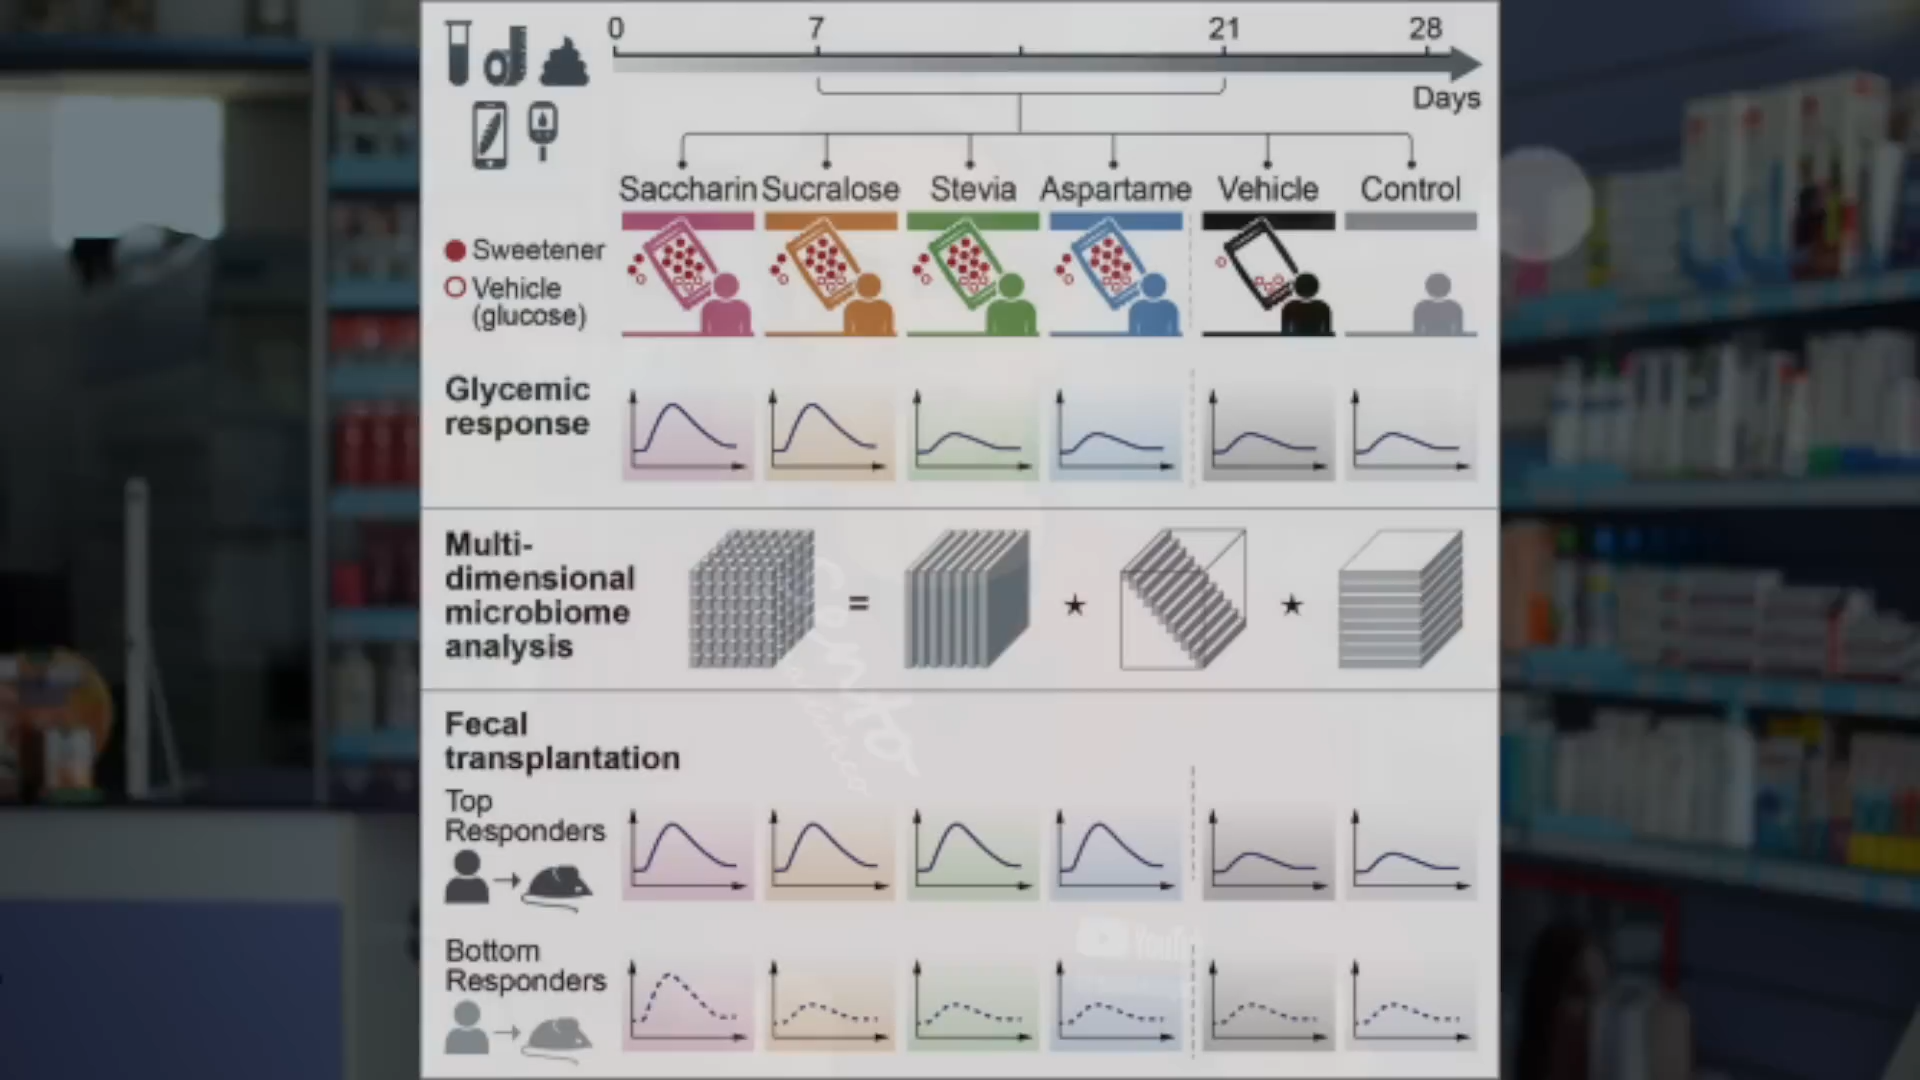 0 7 21 28
Days
Saccharin Sucralose Stevia Aspartame Vehicle Control
Sweetener
Vehicle
(glucose)
Glycemic
response
Multi-
dimensional
microbiome
analysis
=
Fecal
transplantation
Top
Responders
Bottom
Responders